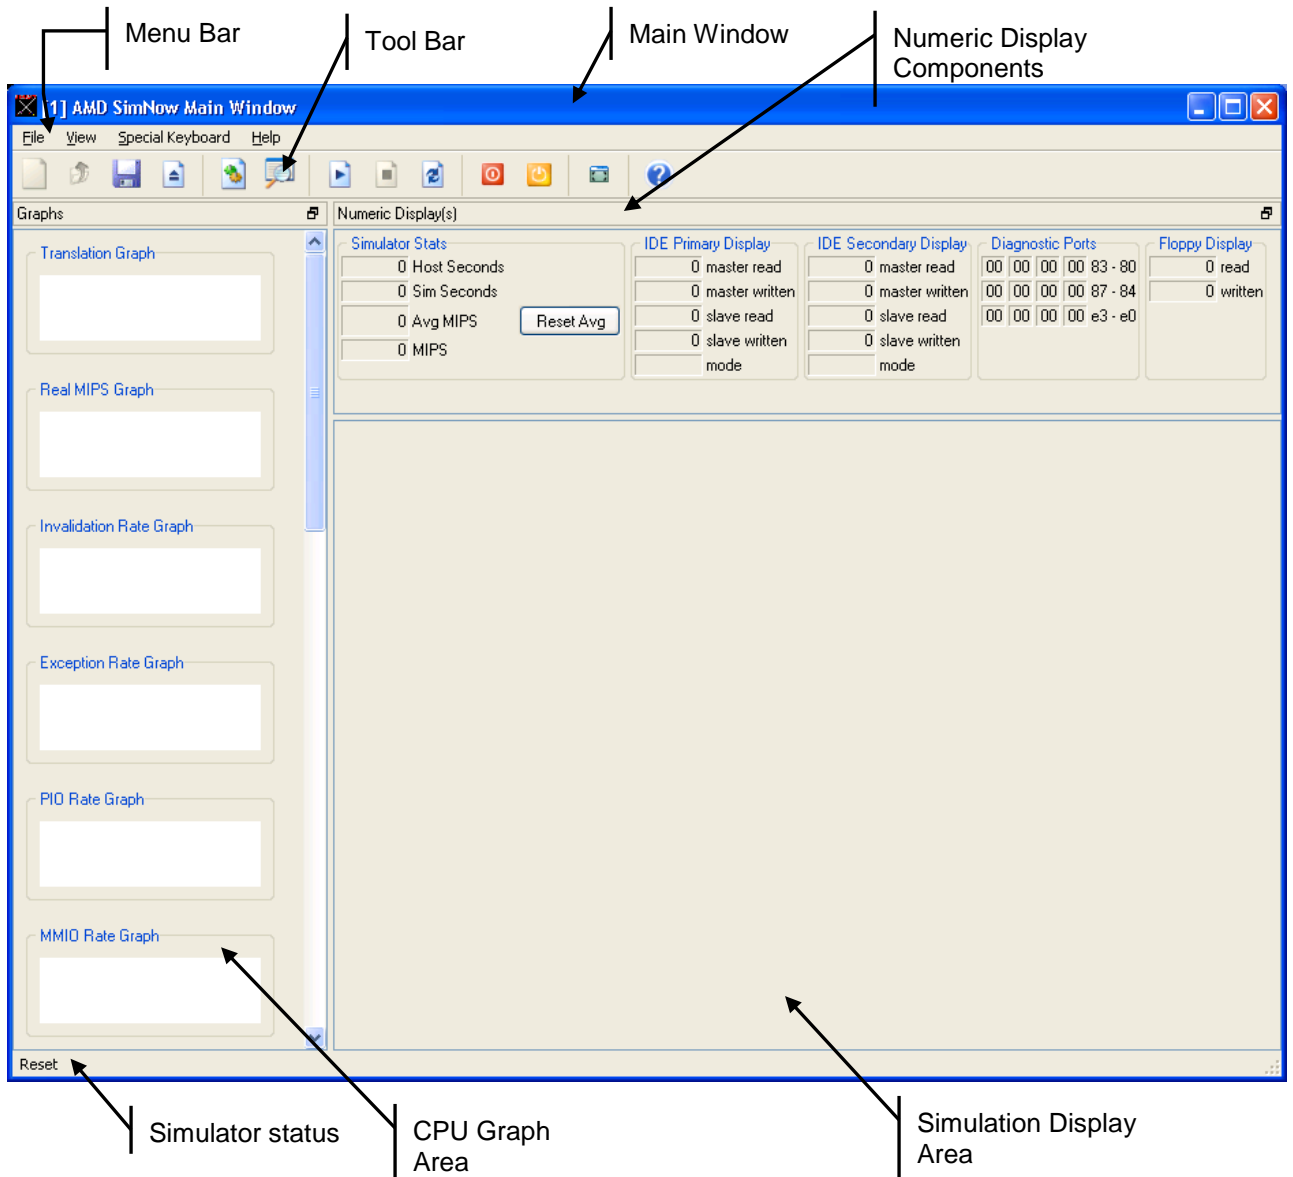 Menu Bar
Tool Bar
Main Window
Numeric Display
Components
[1] AMD SimNow Main Window
File View Special Keyboard Help
Graphs
Numeric Display(s)
Translation Graph
Real MIPS Graph
Invalidation Rate Graph
Exception Rate Graph
PIO Rate Graph
MMIO Rate Graph
Simulator Stats
0 Host Seconds
0 Sim Seconds
0 Avg MIPS
Reset Avg
0 MIPS
IDE Primary Display
0 master read
0 master written
0 slave read
0 slave written
mode
IDE Secondary Display
0 master read
0 master written
0 slave read
0 slave written
mode
Diagnostic Ports
00 00 00 00 83 - 80
00 00 00 00 87 - 84
00 00 00 00 e3 - e0
Floppy Display
0 read
0 written
Reset
Simulator status
CPU Graph
Area
Simulation Display
Area